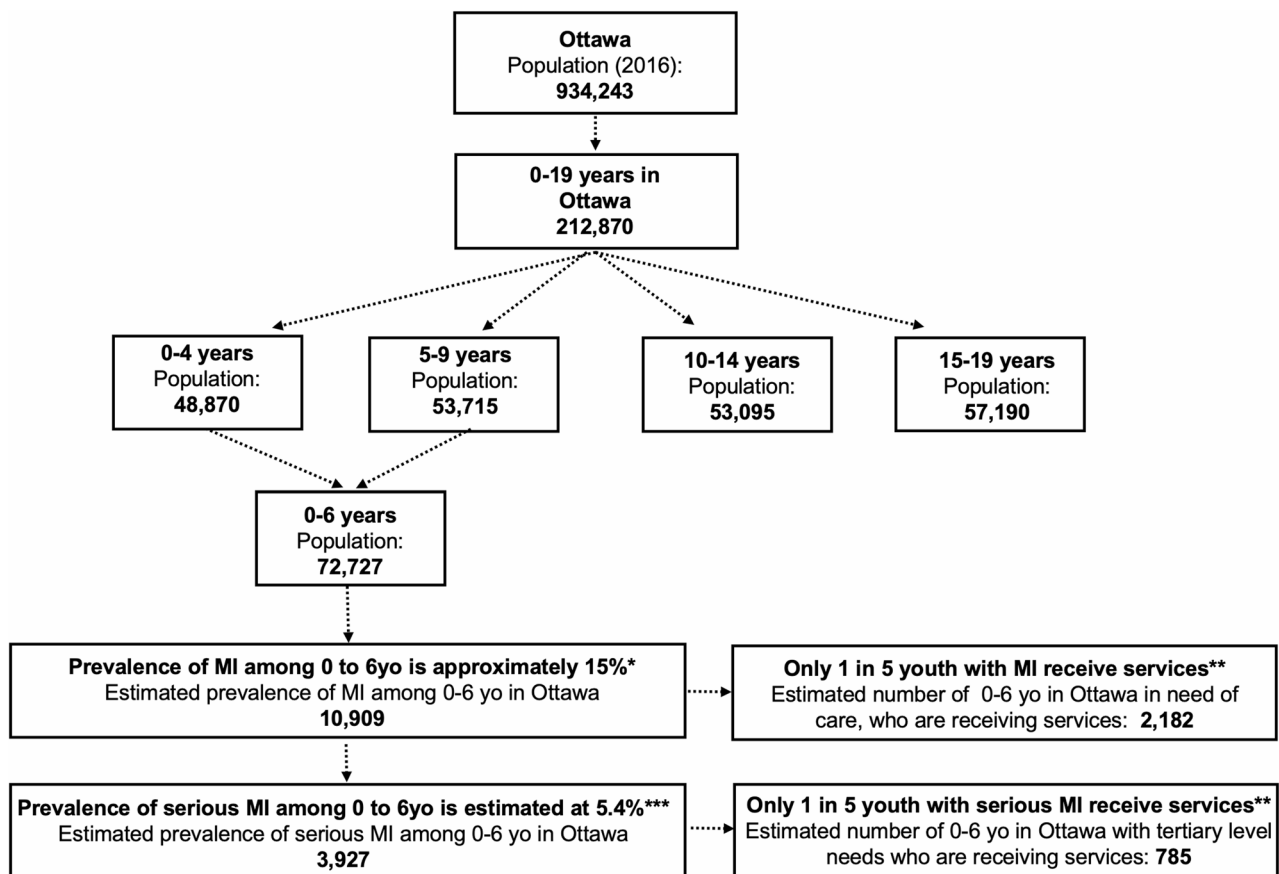 Ottawa
Population (2016):
934,243
0-19 years in
Ottawa
212,870
0-4 years
Population:
48,870
5-9 years
Population:
53,715
10-14 years
Population:
53,095
15-19 years
Population:
57,190
0-6 years
Population:
72,727
Prevalence of MI among 0 to 6yo is approximately 15%*
Estimated prevalence of MI among 0-6 yo in Ottawa
10,909
Only 1 in 5 youth with MI receive services**
Estimated number of 0-6 yo in Ottawa in need of
care, who are receiving services: 2,182
Prevalence of serious MI among 0 to 6yo is estimated at 5.4%***
Estimated prevalence of serious MI among 0-6 yo in Ottawa
3,927
Only 1 in 5 youth with serious MI receive services**
Estimated number of 0-6 yo in Ottawa with tertiary level
needs who are receiving services: 785